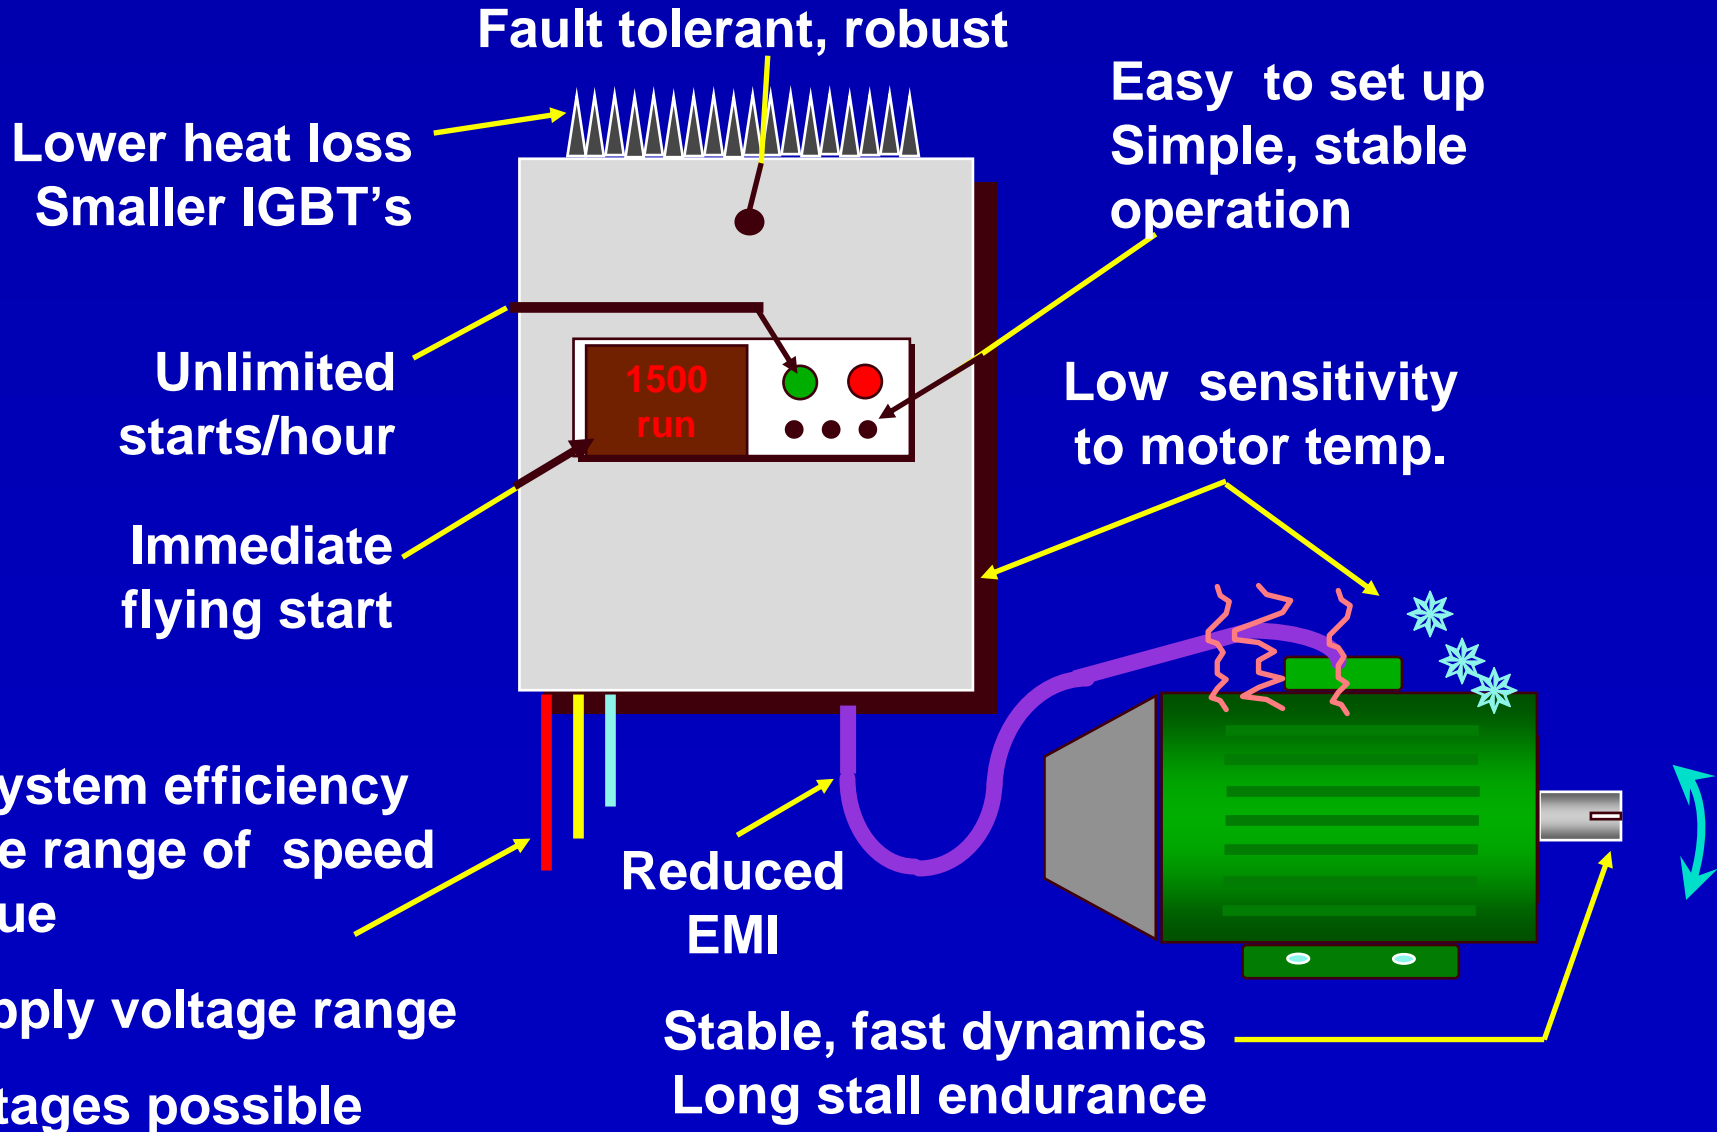 Fault tolerant, robust
Lower heat loss
Smaller IGBT’s
Easy to set up
Simple, stable
operation
Unlimited
starts/hour
1500
run
Low sensitivity
to motor temp.
Immediate
flying start
ystem efficiency
e range of speed
ue
Reduced
EMI
pply voltage range
tages possible
Stable, fast dynamics
Long stall endurance